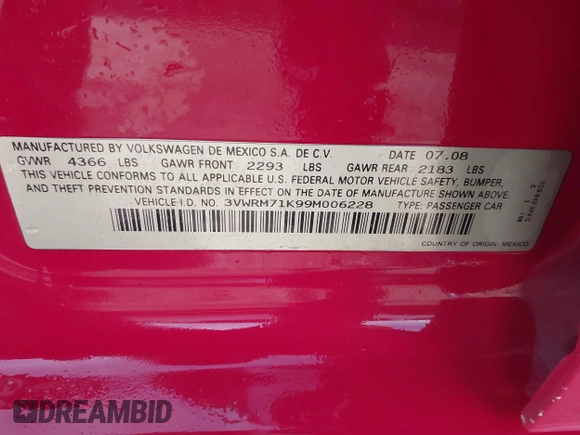 MANUFACTURED BY VOLKSWAGEN DE MEXICO S.A. DE C.V. DATE 07.08
GVWR 4366 LBS GAWR FRONT 2293 LBS GAWR REAR 2183 LBS
THIS VEHICLE CONFORMS TO ALL APPLICABLE U.S. FEDERAL MOTOR VEHICLE SAFETY, BUMPER,
AND THEFT PREVENTION STANDARDS IN EFFECT ON THE DATE OF MANUFACTURE SHOWN ABOVE.
VEHICLE I.D. NO. 3VWRM71K99M006228 TYPE: PASSENGER CAR
COUNTRY OF ORIGIN, MEXICO
DREAMBID